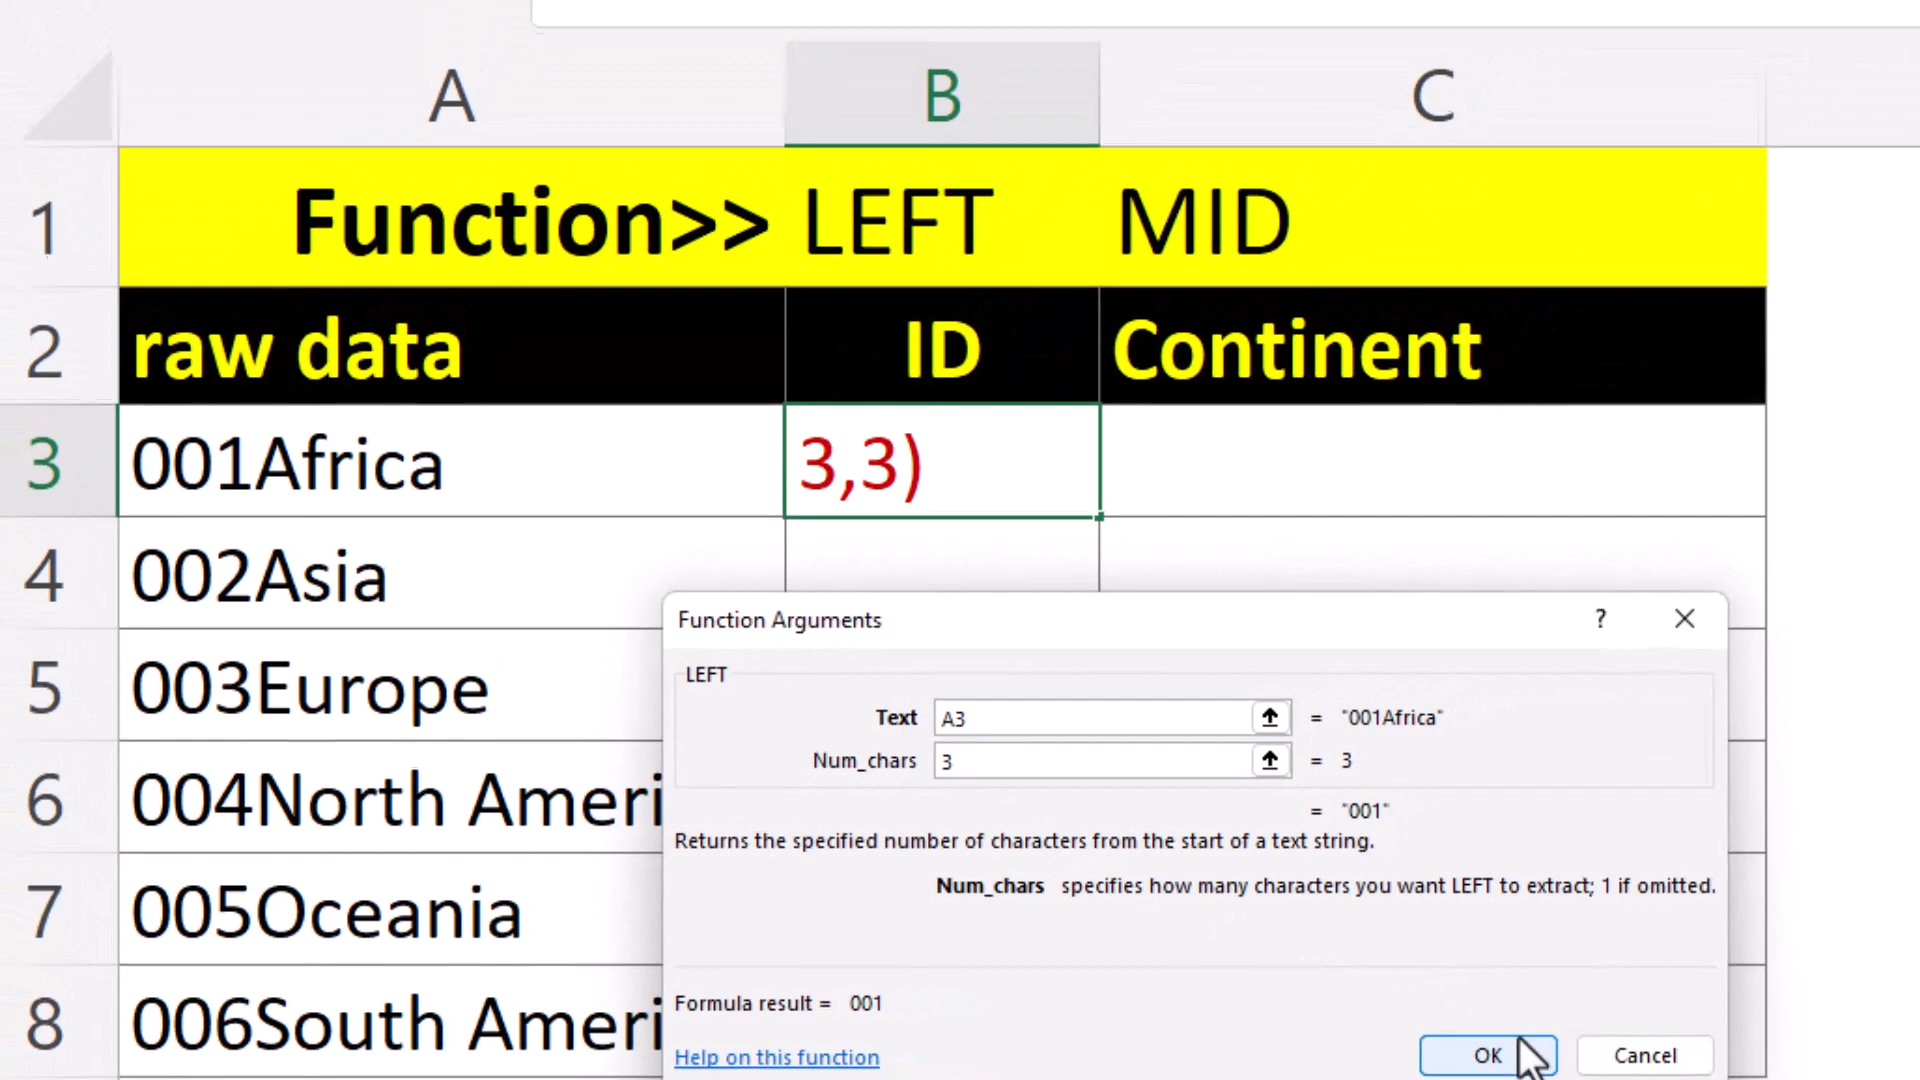 A B C
1 Function>> LEFT MID
2 raw data ID Continent
3 001Africa 3,3)
4 002Asia
5 003Europe
6 004North Ameri
7 005Oceania
8 006South Ameri
Function Arguments ?
LEFT
Text A3 = "001Africa"
Num_chars 3 = 3
= "001"
Returns the specified number of characters from the start of a text string.
Num_chars specifies how many characters you want LEFT to extract; 1 if omitted.
Formula result = 001
Help on this function OK Cancel